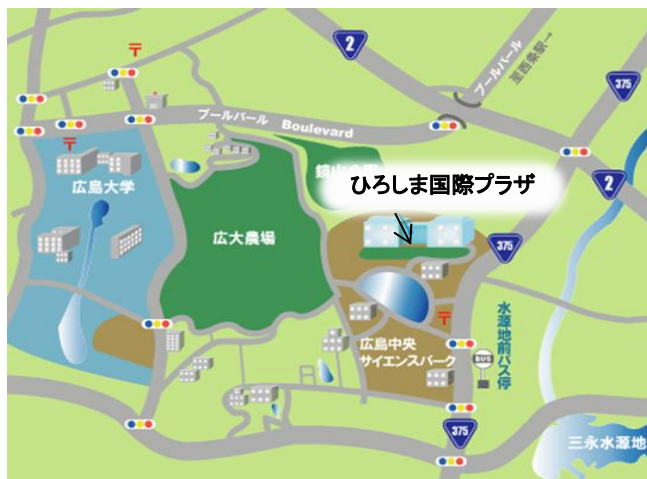 〒
2
ブールバール
至西条駅→
375
ブールバール Boulevard
〒
広島大学
ひろしま国際プラザ
2
広大農場
375
水源地前バス停
〒
広島中央
サイエンスパーク
BUS
375
三永水源地